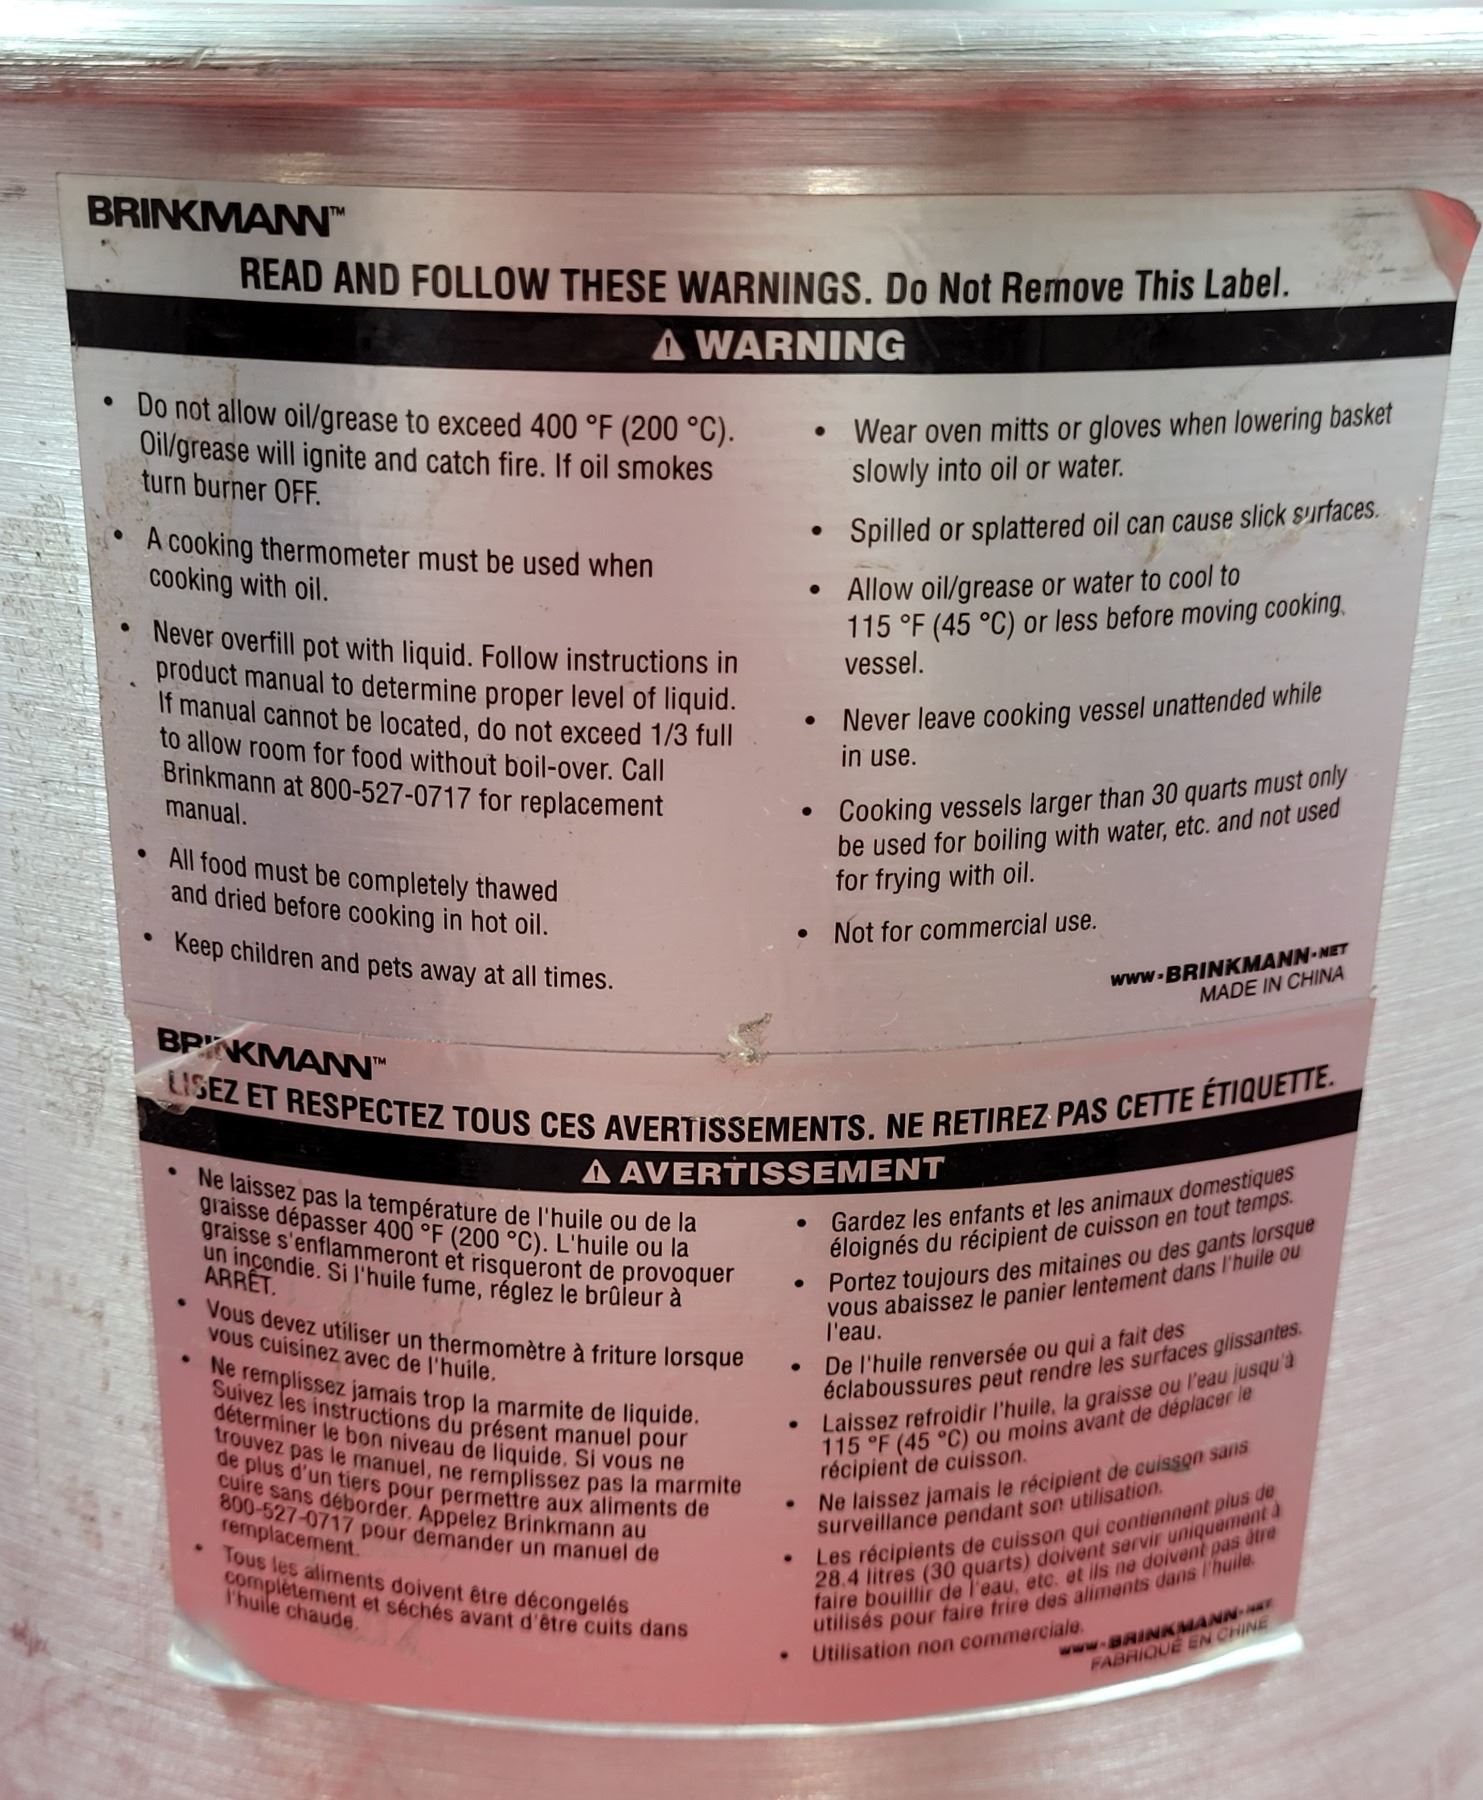 BRINKMANN™
READ AND FOLLOW THESE WARNINGS. Do Not Remove This Label.
⚠ WARNING
• Do not allow oil/grease to exceed 400 °F (200 °C).
Oil/grease will ignite and catch fire. If oil smokes
turn burner OFF.
• A cooking thermometer must be used when
cooking with oil.
• Never overfill pot with liquid. Follow instructions in
product manual to determine proper level of liquid.
If manual cannot be located, do not exceed 1/3 full
to allow room for food without boil-over. Call
Brinkmann at 800-527-0717 for replacement
manual.
• All food must be completely thawed
and dried before cooking in hot oil.
• Keep children and pets away at all times.
• Wear oven mitts or gloves when lowering basket
slowly into oil or water.
• Spilled or splattered oil can cause slick surfaces.
• Allow oil/grease or water to cool to
115 °F (45 °C) or less before moving cooking
vessel.
• Never leave cooking vessel unattended while
in use.
• Cooking vessels larger than 30 quarts must only
be used for boiling with water, etc. and not used
for frying with oil.
• Not for commercial use.
www.BRINKMANN.NET
MADE IN CHINA
BRINKMANN™
LISEZ ET RESPECTEZ TOUS CES AVERTISSEMENTS. NE RETIREZ PAS CETTE ÉTIQUETTE.
⚠ AVERTISSEMENT
• Ne laissez pas la température de l'huile ou de la
graisse dépasser 400 °F (200 °C). L'huile ou la
graisse s'enflammeront et risqueront de provoquer
un incendie. Si l'huile fume, réglez le brûleur à
ARRÊT.
• Vous devez utiliser un thermomètre à friture lorsque
vous cuisinez avec de l'huile.
• Ne remplissez jamais trop la marmite de liquide.
Suivez les instructions du présent manuel pour
déterminer le bon niveau de liquide. Si vous ne
trouvez pas le manuel, ne remplissez pas la marmite
de plus d'un tiers pour permettre aux aliments de
cuire sans déborder. Appelez Brinkmann au
800-527-0717 pour demander un manuel de
remplacement.
• Tous les aliments doivent être décongelés
complètement et séchés avant d'être cuits dans
l'huile chaude.
• Gardez les enfants et les animaux domestiques
éloignés du récipient de cuisson en tout temps.
• Portez toujours des mitaines ou des gants lorsque
vous abaissez le panier lentement dans l'huile ou
l'eau.
• De l'huile renversée ou qui a fait des
éclaboussures peut rendre les surfaces glissantes.
• Laissez refroidir l'huile, la graisse ou l'eau jusqu'à
115 °F (45 °C) ou moins avant de déplacer le
récipient de cuisson.
• Ne laissez jamais le récipient de cuisson sans
surveillance pendant son utilisation.
• Les récipients de cuisson qui contiennent plus de
28.4 litres (30 quarts) doivent servir uniquement à
faire bouillir de l'eau, etc. et ils ne doivent pas être
utilisés pour faire frire des aliments dans l'huile.
• Utilisation non commerciale.
www.BRINKMANN.NET
FABRIQUÉ EN CHINE